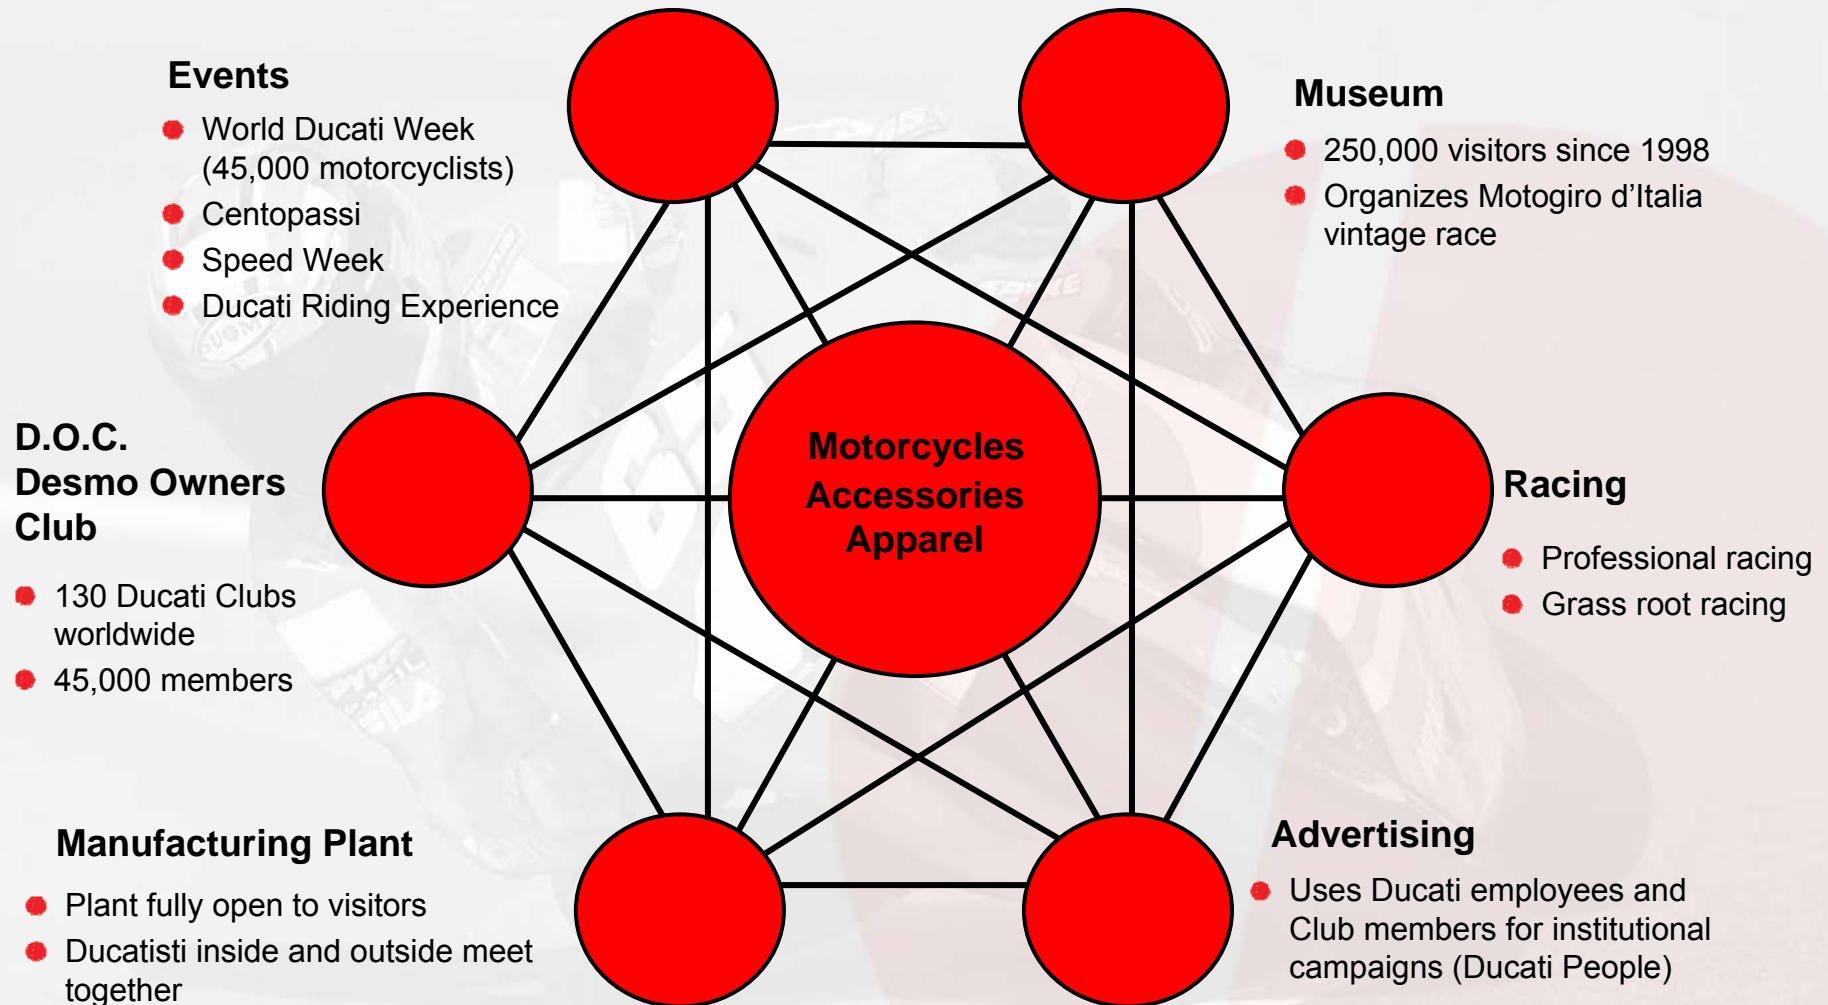 Events
World Ducati Week
(45,000 motorcyclists)
Centopassi
Speed Week
Ducati Riding Experience
Museum
250,000 visitors since 1998
Organizes Motogiro d’Italia
vintage race
D.O.C.
Desmo Owners
Club
130 Ducati Clubs
worldwide
45,000 members
Motorcycles
Accessories
Apparel
Racing
Professional racing
Grass root racing
Manufacturing Plant
Plant fully open to visitors
Ducatisti inside and outside meet
together
Advertising
Uses Ducati employees and
Club members for institutional
campaigns (Ducati People)